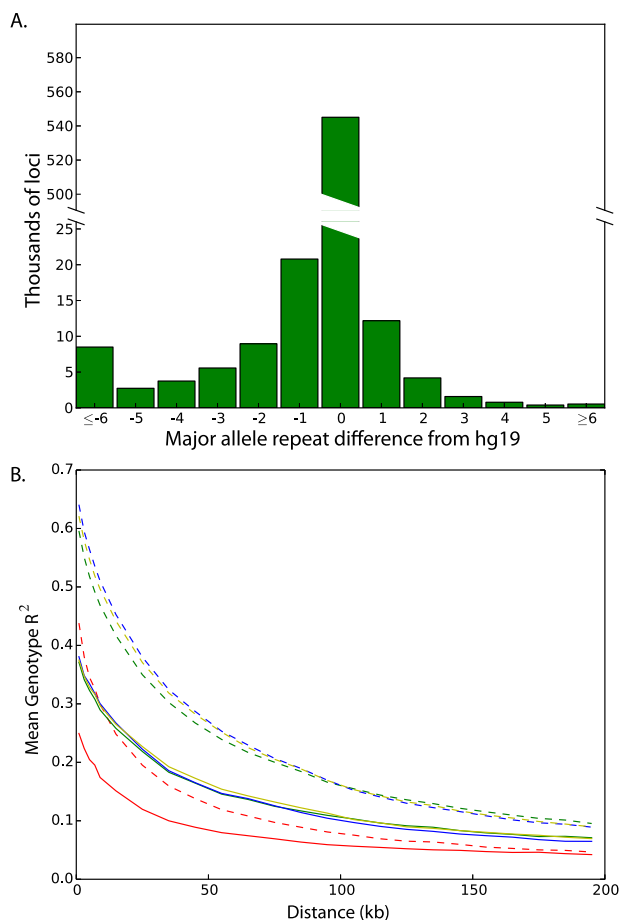 A.
Thousands of loci
580
560
540
520
500
25
20
15
10
5
0
≤-6 -5 -4 -3 -2 -1 0 1 2 3 4 5 ≥6
Major allele repeat difference from hg19
B.
Mean Genotype R²
0.7
0.6
0.5
0.4
0.3
0.2
0.1
0.0
0 50 100 150 200
Distance (kb)